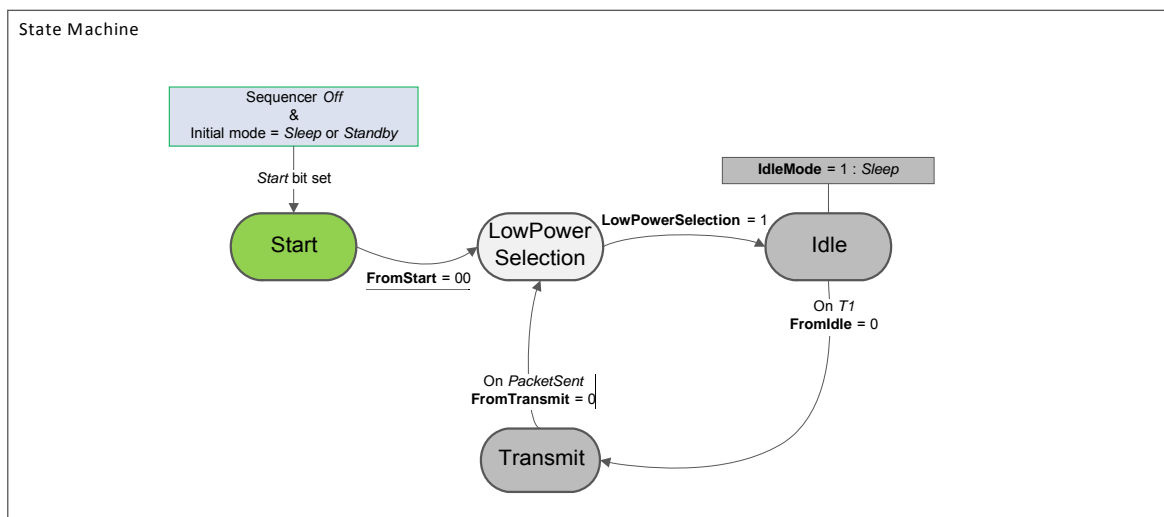 State Machine
Sequencer Off
&
Initial mode = Sleep or Standby
Start bit set
IdleMode = 1 : Sleep
Start
LowPower
Selection
LowPowerSelection = 1
Idle
FromStart = 00
On T1
FromIdle = 0
On PacketSent
FromTransmit = 0
Transmit